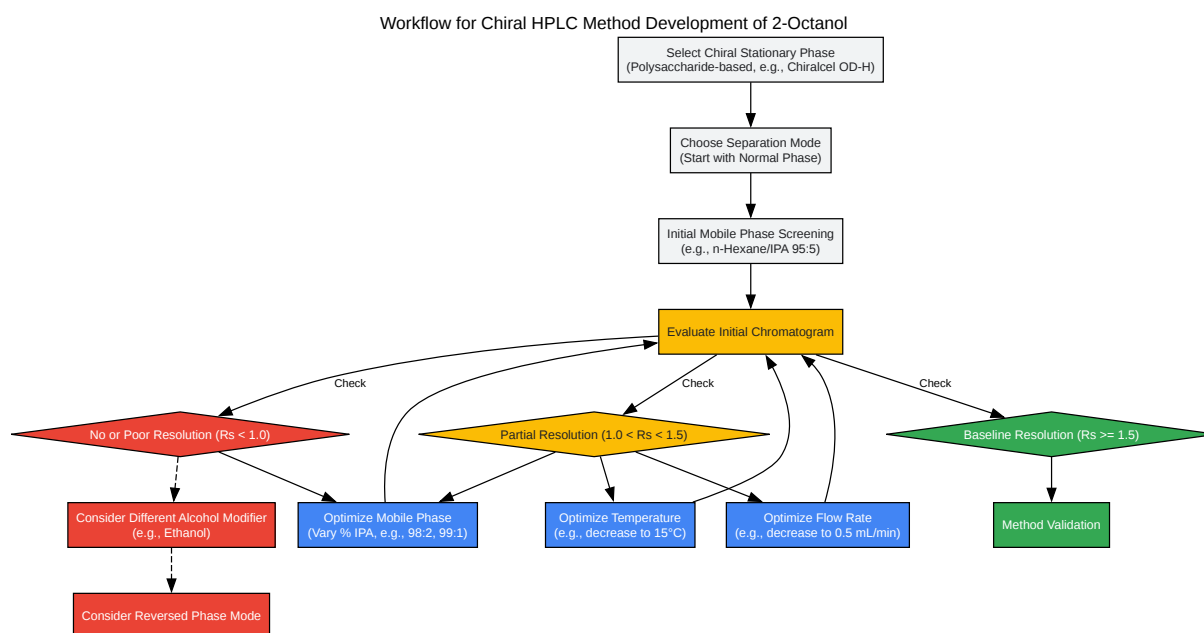 Workflow for Chiral HPLC Method Development of 2-Octanol
Select Chiral Stationary Phase
(Polysaccharide-based, e.g., Chiralcel OD-H)
Choose Separation Mode
(Start with Normal Phase)
Initial Mobile Phase Screening
(e.g., n-Hexane/IPA 95:5)
Evaluate Initial Chromatogram
Check
Check
Check
No or Poor Resolution (Rs < 1.0)
Partial Resolution (1.0 < Rs < 1.5)
Baseline Resolution (Rs >= 1.5)
Consider Different Alcohol Modifier
(e.g., Ethanol)
Optimize Mobile Phase
(Vary % IPA, e.g., 98:2, 99:1)
Optimize Temperature
(e.g., decrease to 15°C)
Optimize Flow Rate
(e.g., decrease to 0.5 mL/min)
Method Validation
Consider Reversed Phase Mode